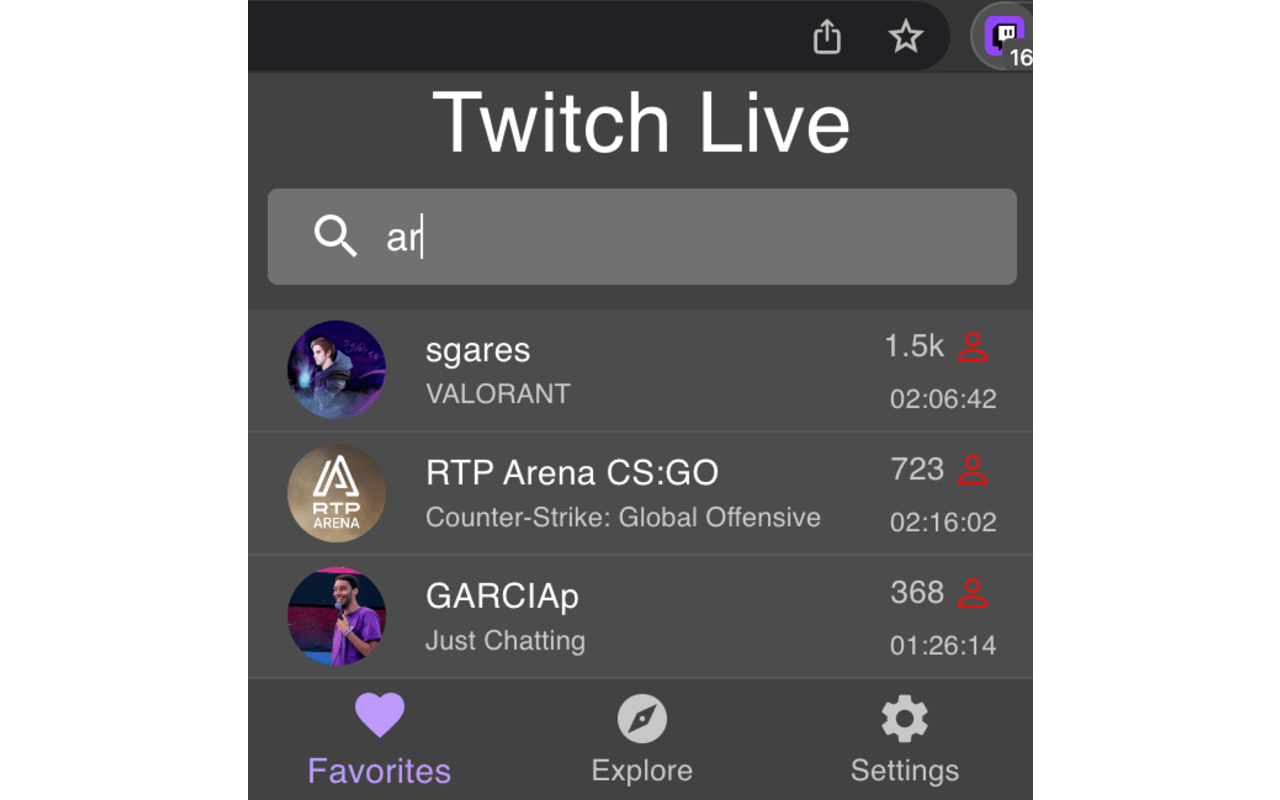 16
Twitch Live
ar
sgares
1.5k
VALORANT
02:06:42
RTP Arena CS:GO
723
Counter-Strike: Global Offensive
02:16:02
RTP
ARENA
GARCIAp
368
Just Chatting
01:26:14
Favorites
Explore
Settings